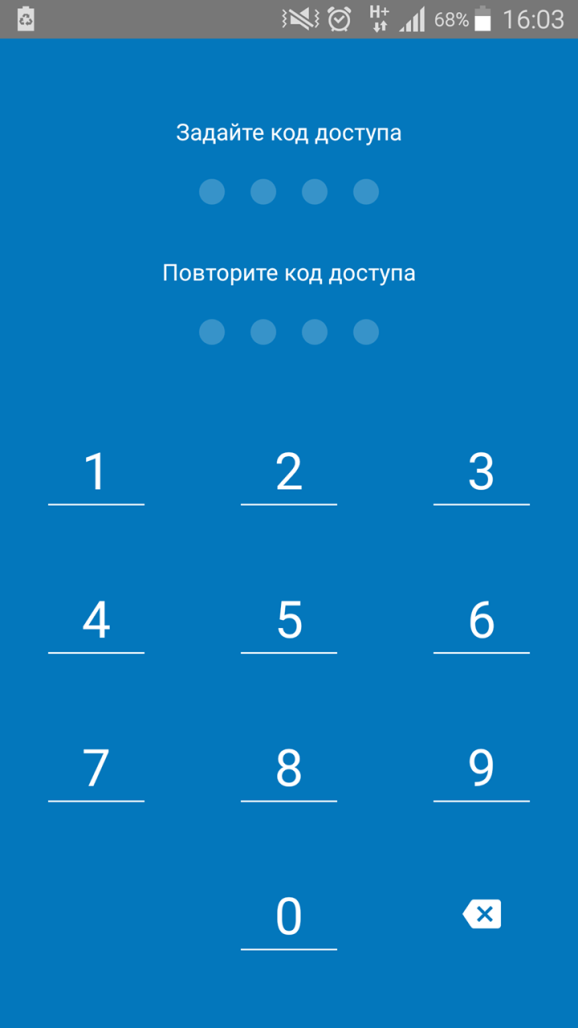 H+ 68% 16:03
Задайте код доступа
Повторите код доступа
1 2 3
4 5 6
7 8 9
0